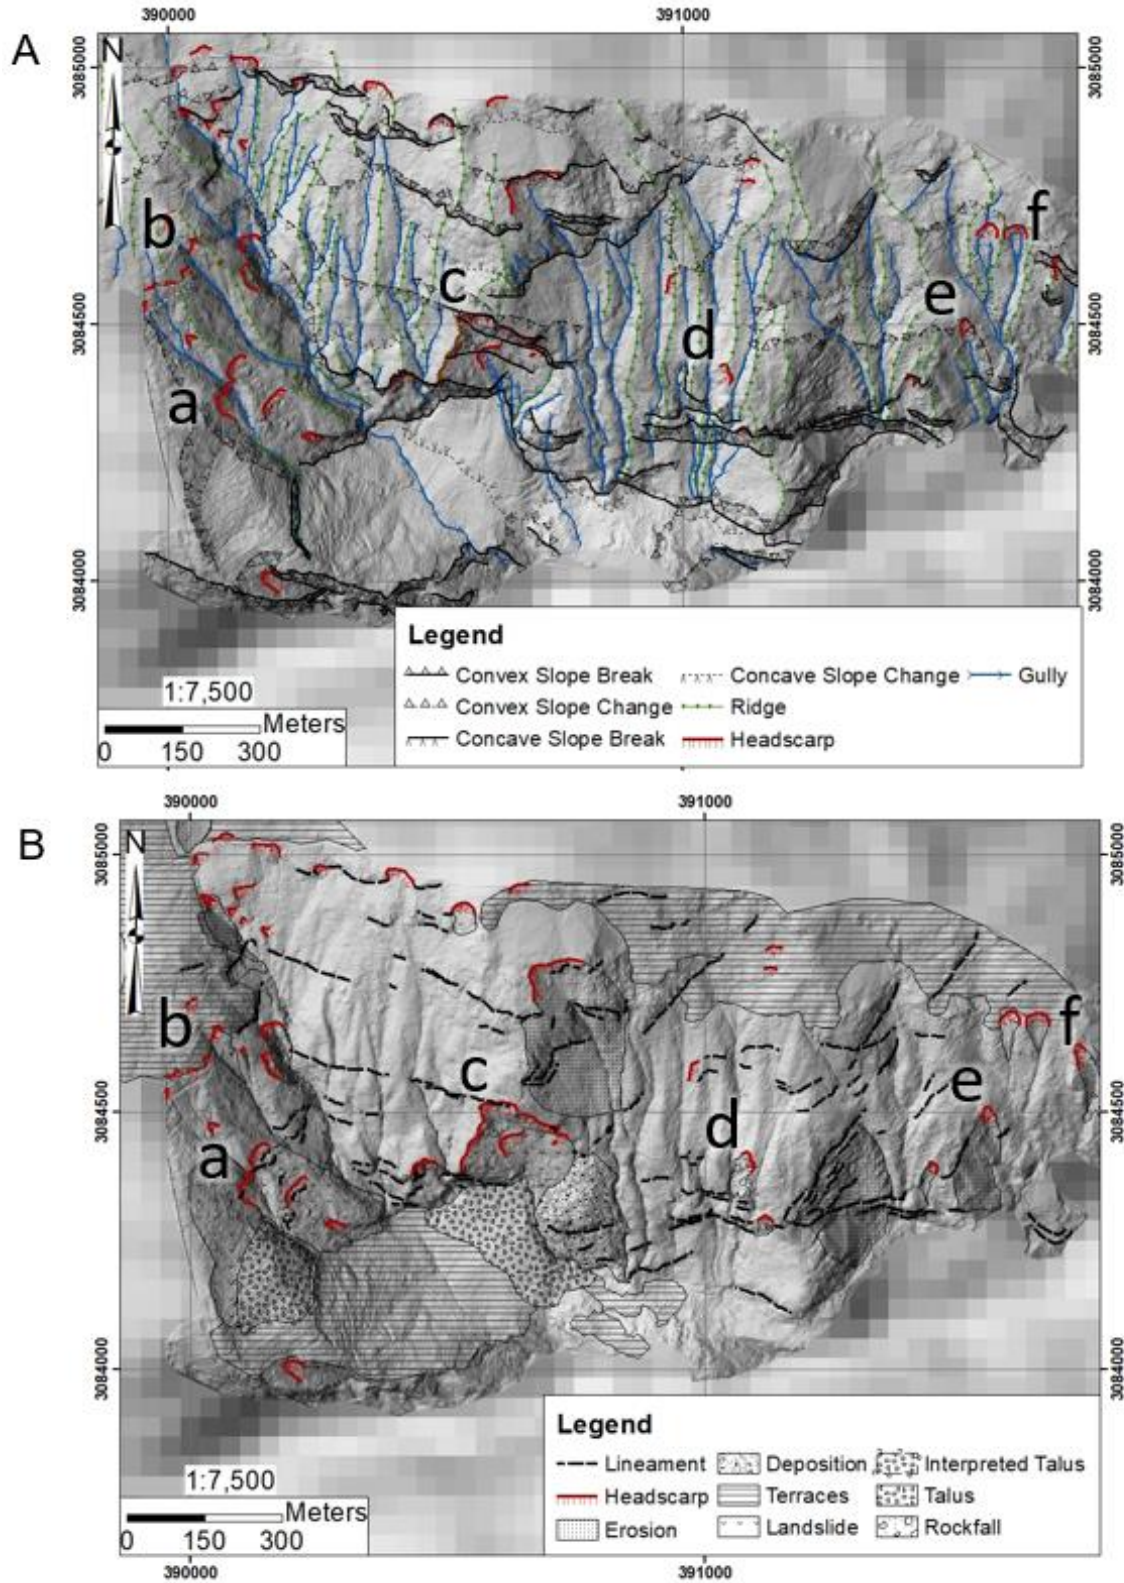 390000 391000
A
N
3085000 3085000
b
f
c
e
3084500 3084500
d
a
3084000 3084000
Legend
Convex Slope Break Concave Slope Change Gully
Convex Slope Change Ridge
Concave Slope Break Headscarp
1:7,500
Meters
0 150 300
390000 391000
B
N
3085000 3085000
b
f
c
e
3084500 3084500
d
a
3084000 3084000
Legend
Lineament Deposition Interpreted Talus
Headscarp Terraces Talus
Erosion Landslide Rockfall
1:7,500
Meters
0 150 300
390000 391000